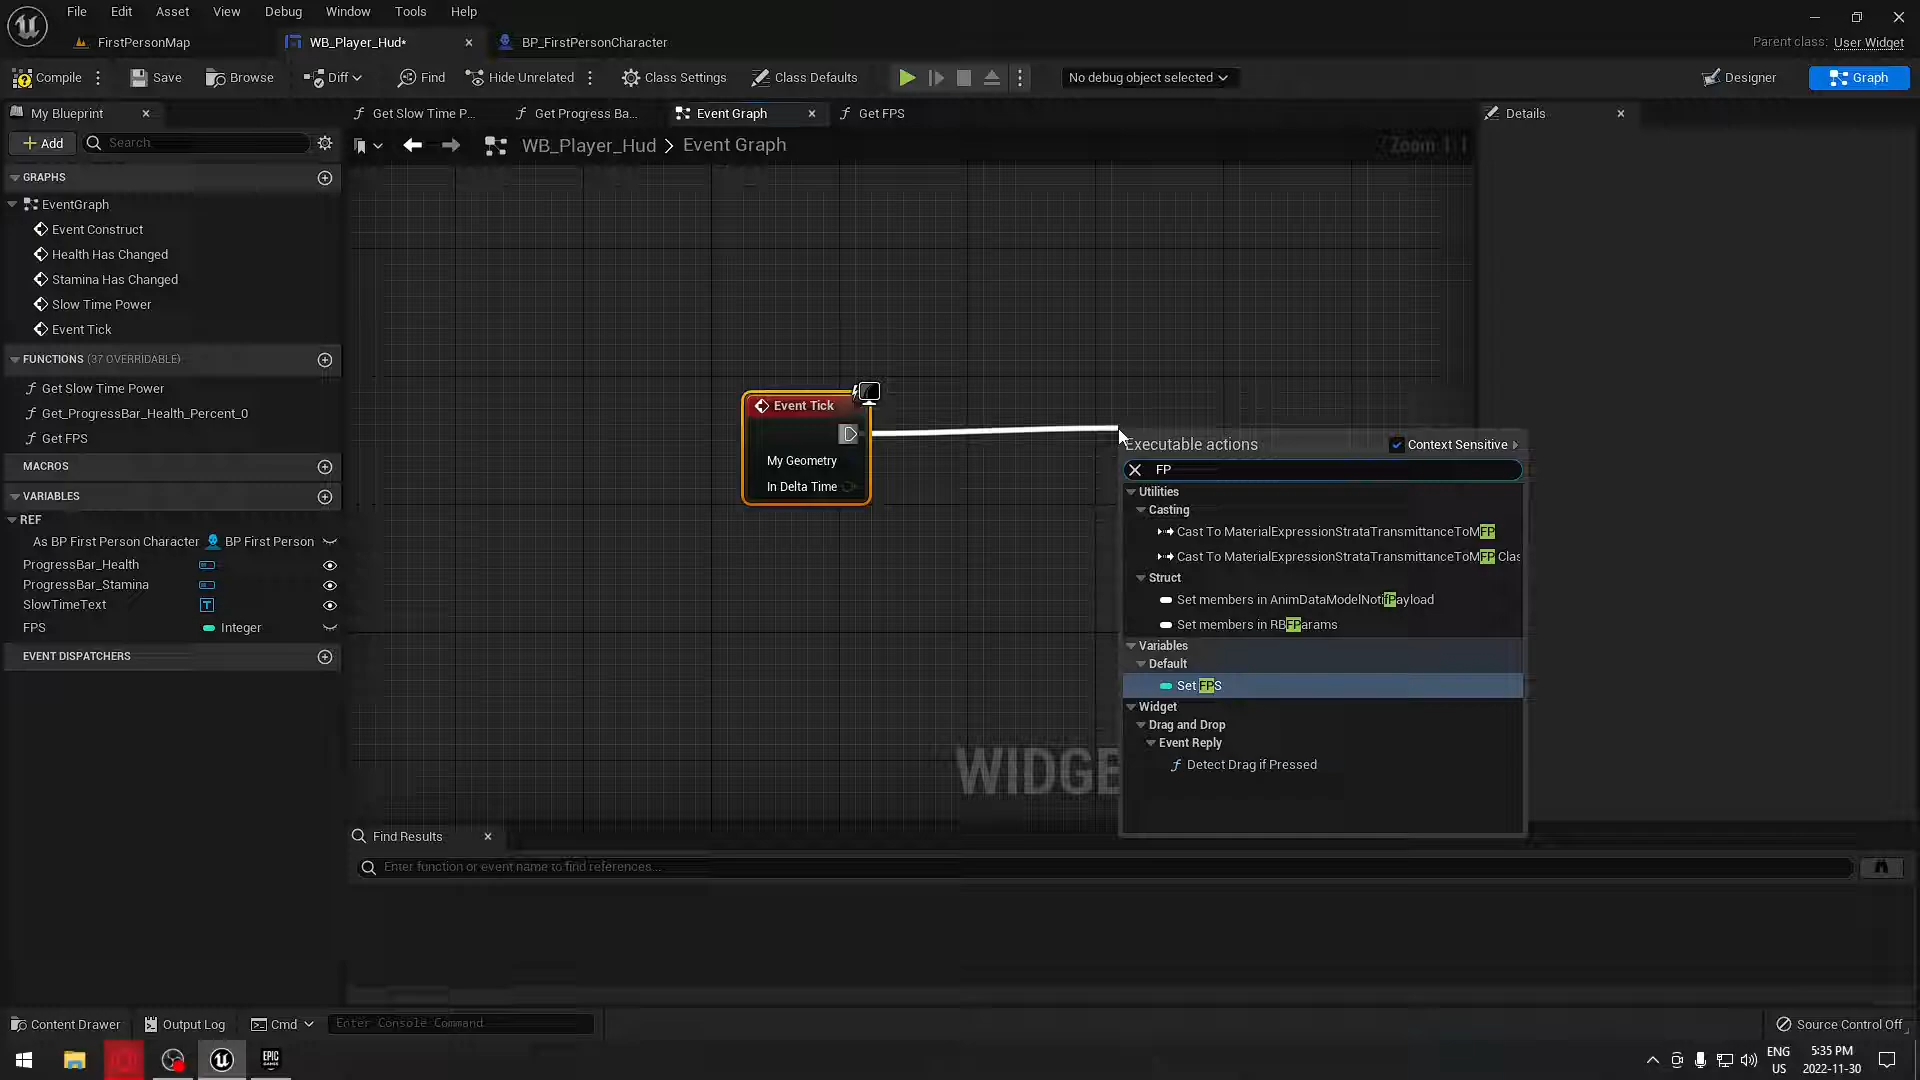 File Edit Asset View Debug Window Tools Help
FirstPersonMap WB_Player_Hud* BP_FirstPersonCharacter Parent class: User Widget
Compile Save Browse Diff Find Hide Unrelated Class Settings Class Defaults No debug object selected Designer Graph
My Blueprint Get Slow Time P... Get Progress Ba... Event Graph Get FPS Details
Add Search WB_Player_Hud Event Graph Zoom 1:1
GRAPHS
EventGraph
Event Construct
Health Has Changed
Stamina Has Changed
Slow Time Power
Event Tick
FUNCTIONS (37 OVERRIDABLE)
Get Slow Time Power
Get_ProgressBar_Health_Percent_0
Get FPS
MACROS
VARIABLES
REF
As BP First Person Character BP First Person
ProgressBar_Health
ProgressBar_Stamina
SlowTimeText
FPS Integer
EVENT DISPATCHERS
Event Tick
My Geometry
In Delta Time
Executable actions Context Sensitive
FP
Utilities
Casting
Cast To MaterialExpressionStrataTransmittanceToMFP
Cast To MaterialExpressionStrataTransmittanceToMFP Clas
Struct
Set members in AnimDataModelNotifPayload
Set members in RBFParams
Variables
Default
Set FPS
Widget
Drag and Drop
Event Reply
Detect Drag if Pressed
WIDGE
Find Results
Enter function or event name to find references...
Content Drawer Output Log Cmd Enter Console Command Source Control Off
EPIC GAMES
ENG 5:35 PM
US 2022-11-30